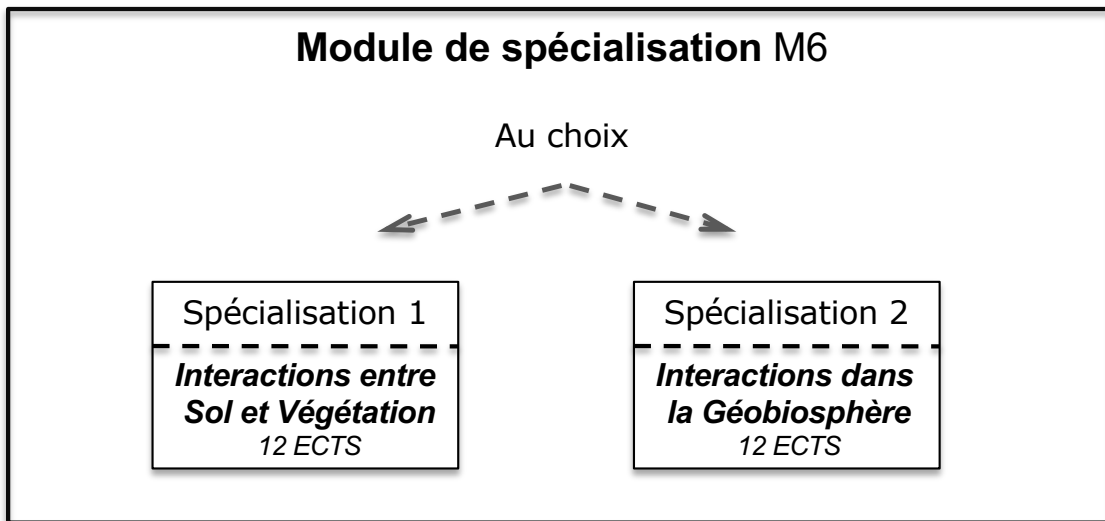 Module de spécialisation M6
Au choix
Spécialisation 1
Interactions entre
Sol et Végétation
12 ECTS
Spécialisation 2
Interactions dans
la Géobiosphère
12 ECTS